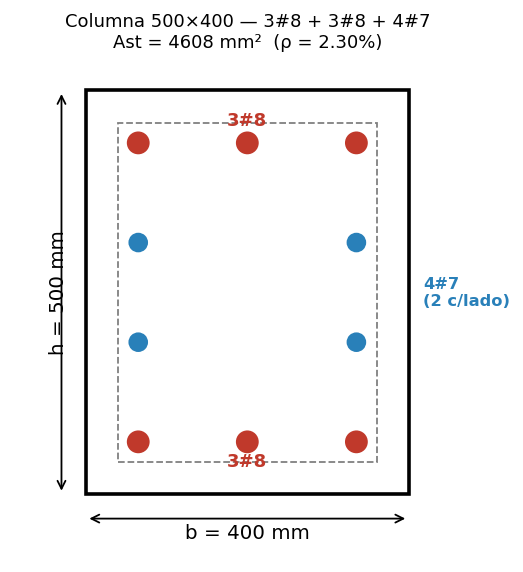 Columna 500×400 — 3#8 + 3#8 + 4#7
Ast = 4608 mm² (ρ = 2.30%)
3#8
h = 500 mm
4#7
(2 c/lado)
3#8
b = 400 mm